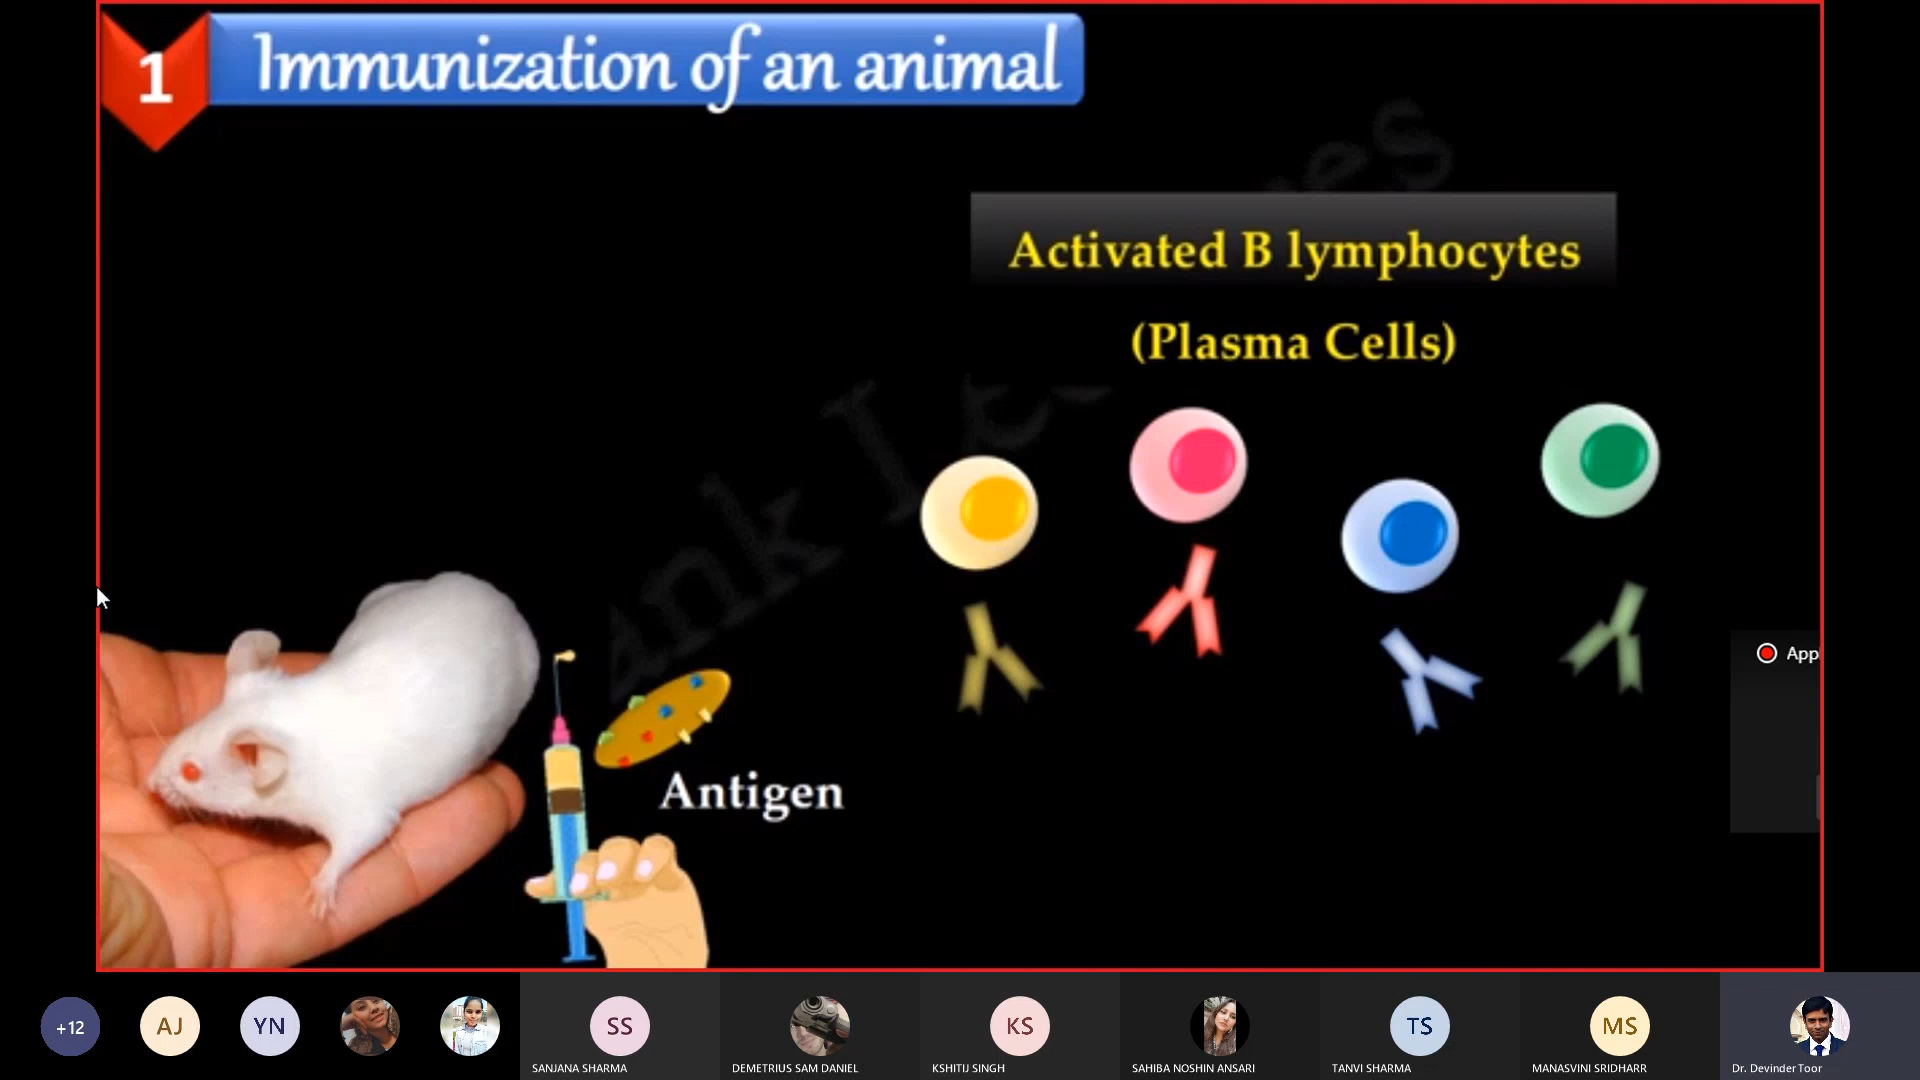 1
Immunization of an animal
Activated B lymphocytes
(Plasma Cells)
Antigen
App
+12
AJ
YN
SS
KS
TS
MS
SANJANA SHARMA
DEMETRIUS SAM DANIEL
KSHITIJ SINGH
SAHIBA NOSHIN ANSARI
TANVI SHARMA
MANASVINI SRIDHARR
Dr. Devinder Toor